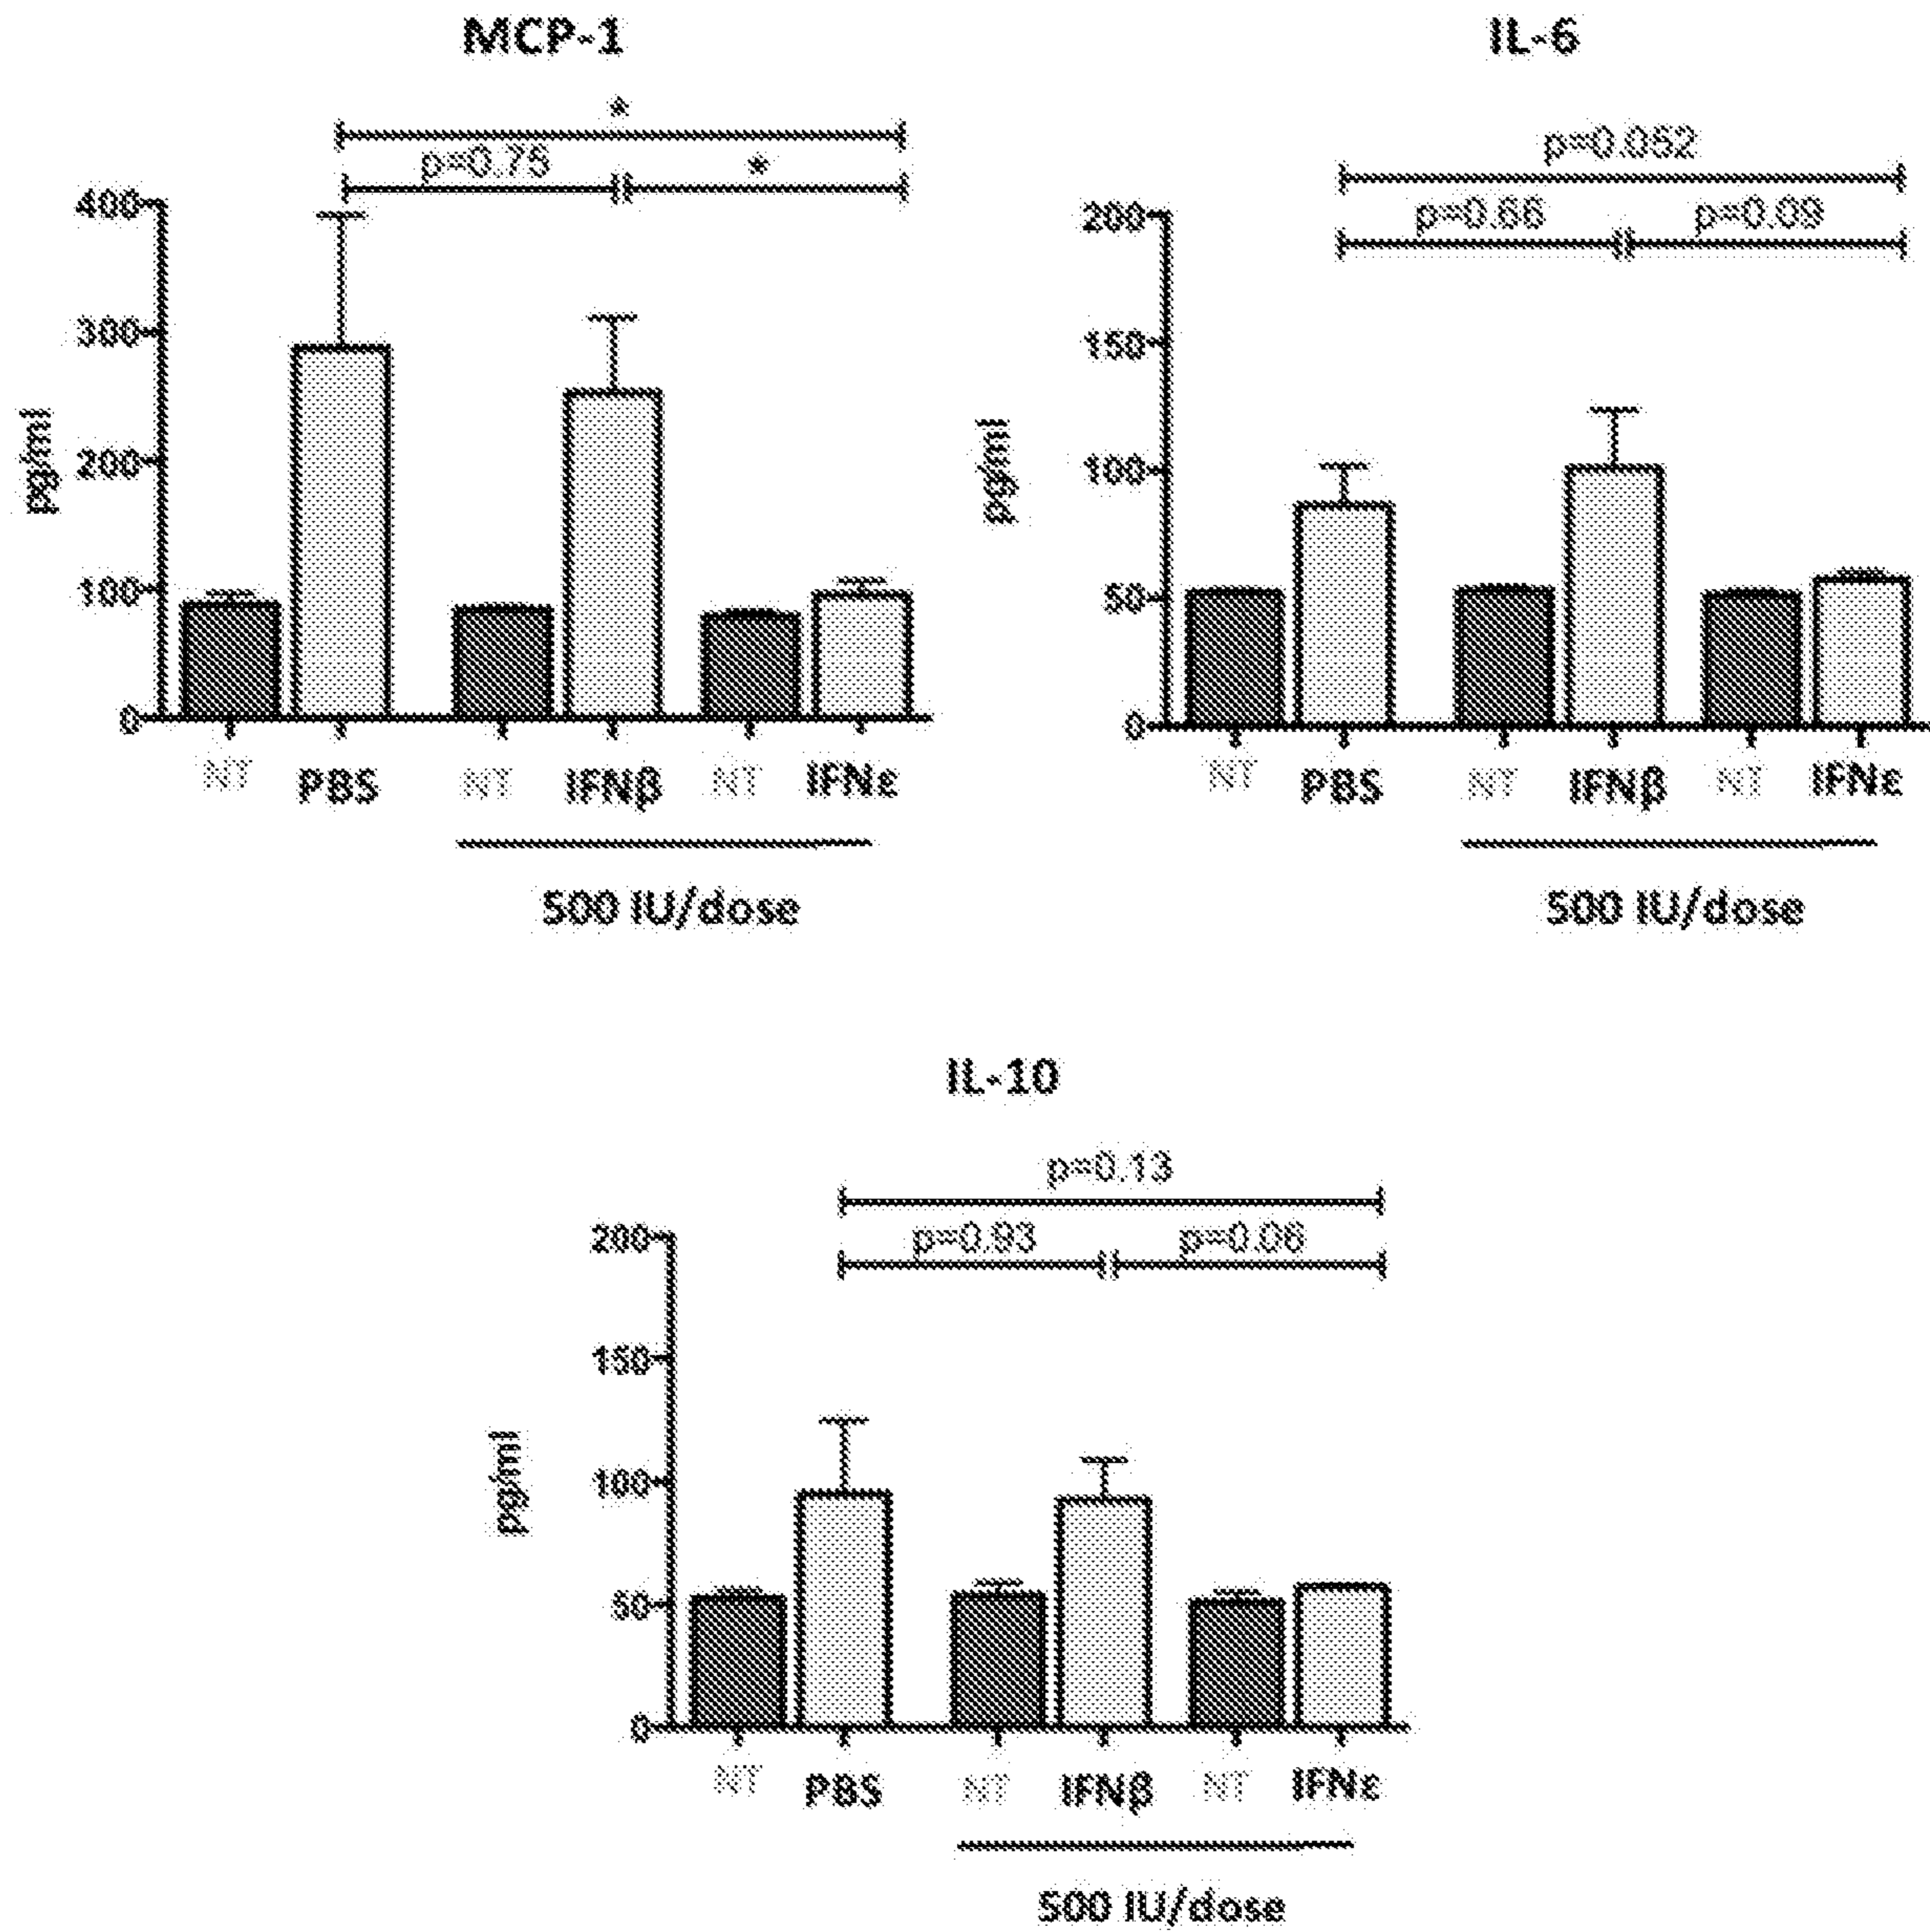 MCP-1
*
p=0.75 *
400
300
200
100
0
pg/ml
NT PBS NT IFNβ NT IFNε
500 IU/dose
IL-6
p=0.052
p=0.09
200
150
100
50
0
pg/ml
NT PBS NT IFNβ NT IFNε
500 IU/dose
IL-10
p=0.13
p=0.93 p=0.06
200
150
100
50
0
pg/ml
NT PBS NT IFNβ NT IFNε
500 IU/dose